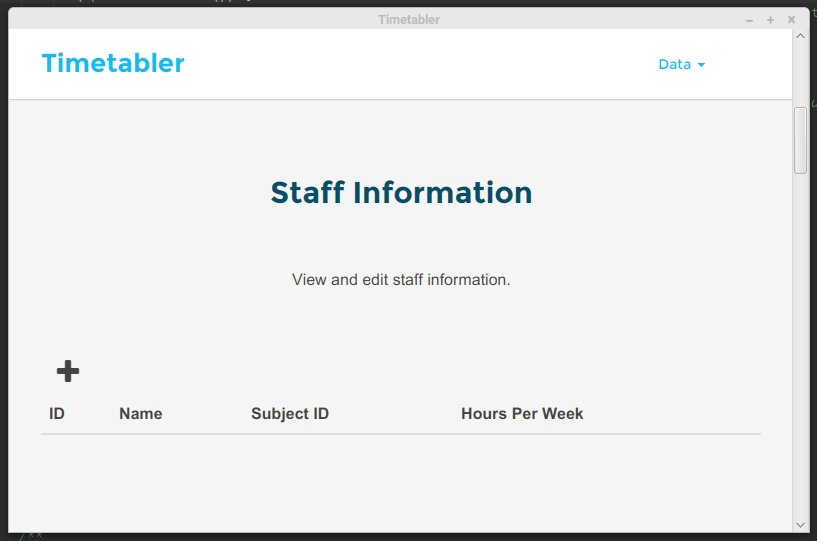 Timetabler
Timetabler
Data
Staff Information
View and edit staff information.
ID Name Subject ID Hours Per Week
/**